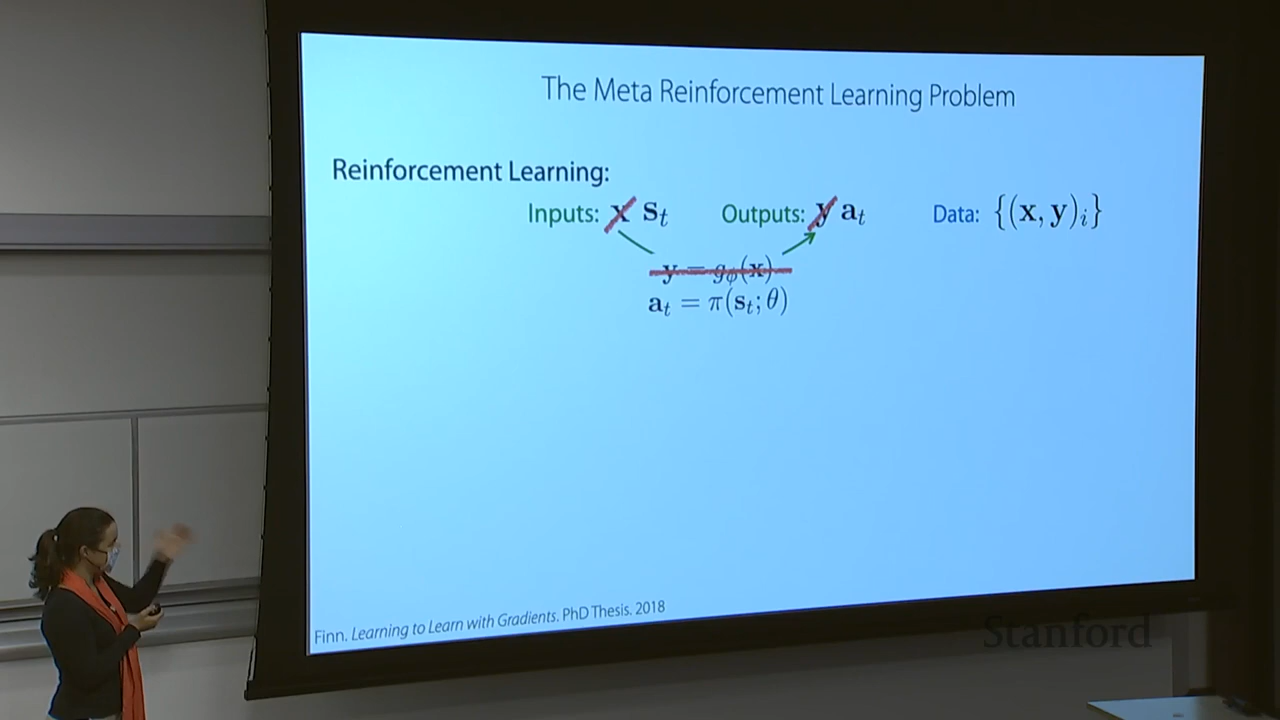 The Meta Reinforcement Learning Problem
Reinforcement Learning:
Inputs: x s_t Outputs: y a_t Data: {(x, y)_i}
y = g_ϕ(x)
a_t = π(s_t; θ)
Finn. Learning to Learn with Gradients. PhD Thesis. 2018
Stanford